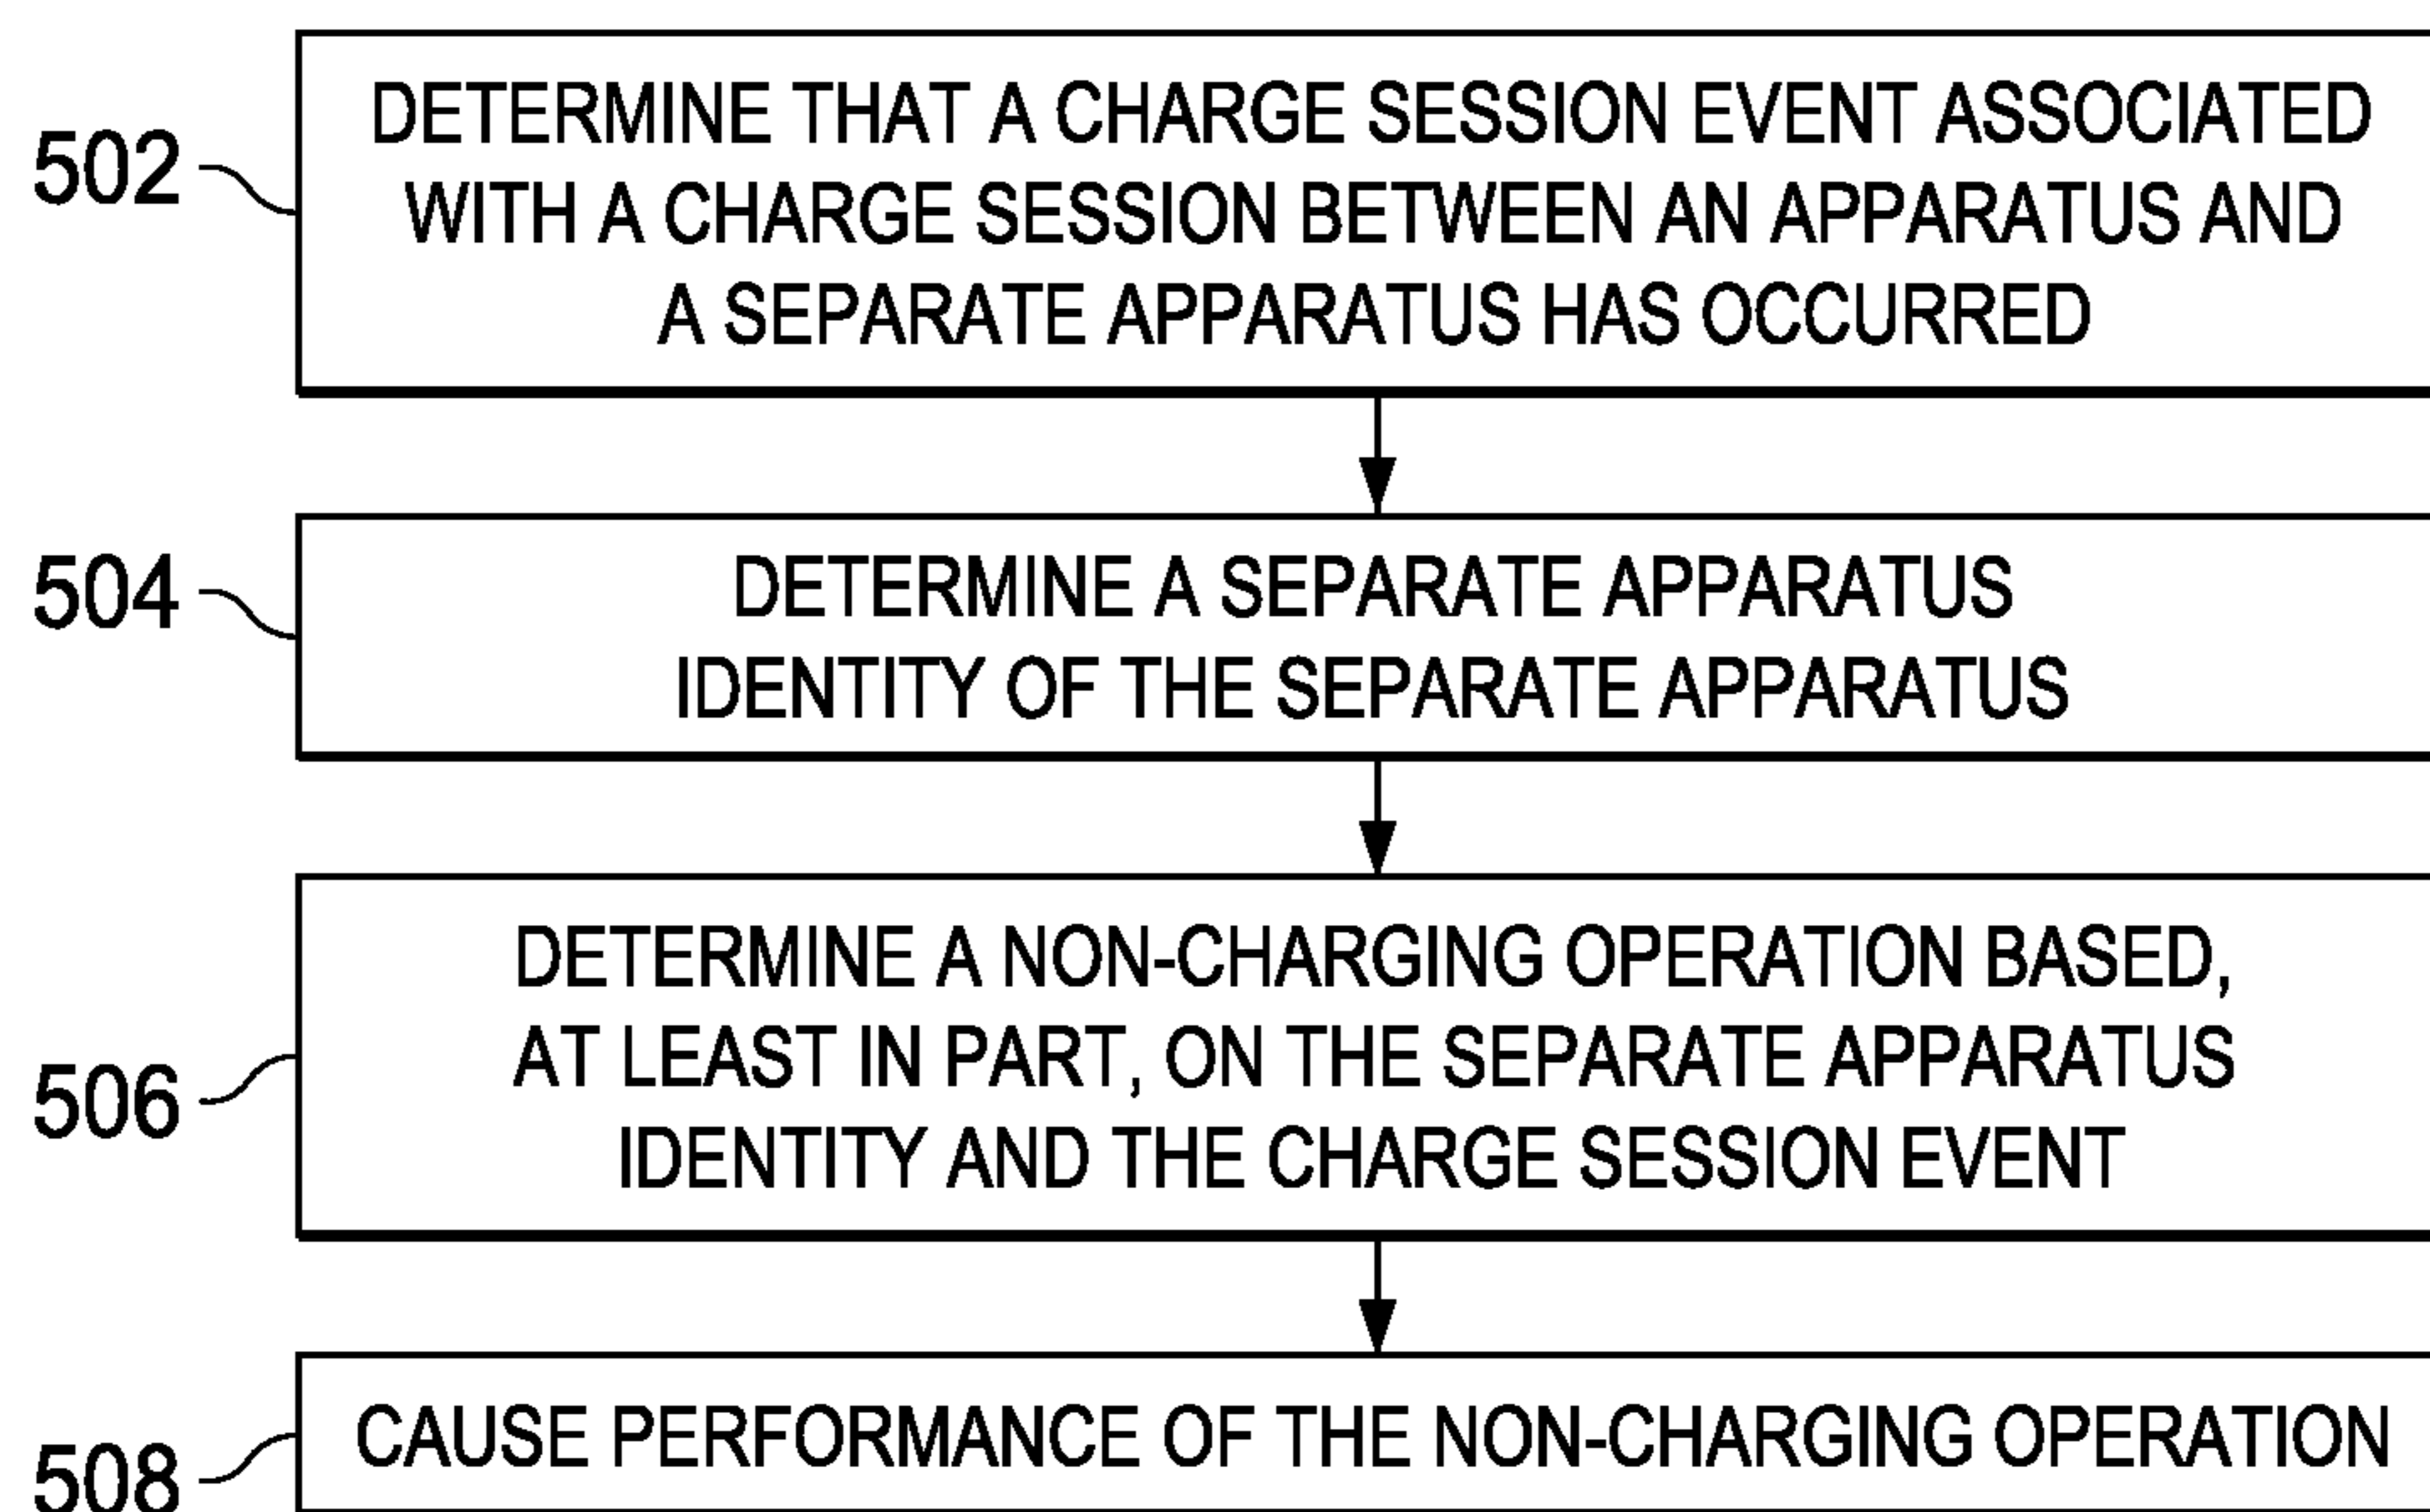 502
DETERMINE THAT A CHARGE SESSION EVENT ASSOCIATED
WITH A CHARGE SESSION BETWEEN AN APPARATUS AND
A SEPARATE APPARATUS HAS OCCURRED
504
DETERMINE A SEPARATE APPARATUS
IDENTITY OF THE SEPARATE APPARATUS
506
DETERMINE A NON-CHARGING OPERATION BASED,
AT LEAST IN PART, ON THE SEPARATE APPARATUS
IDENTITY AND THE CHARGE SESSION EVENT
508
CAUSE PERFORMANCE OF THE NON-CHARGING OPERATION